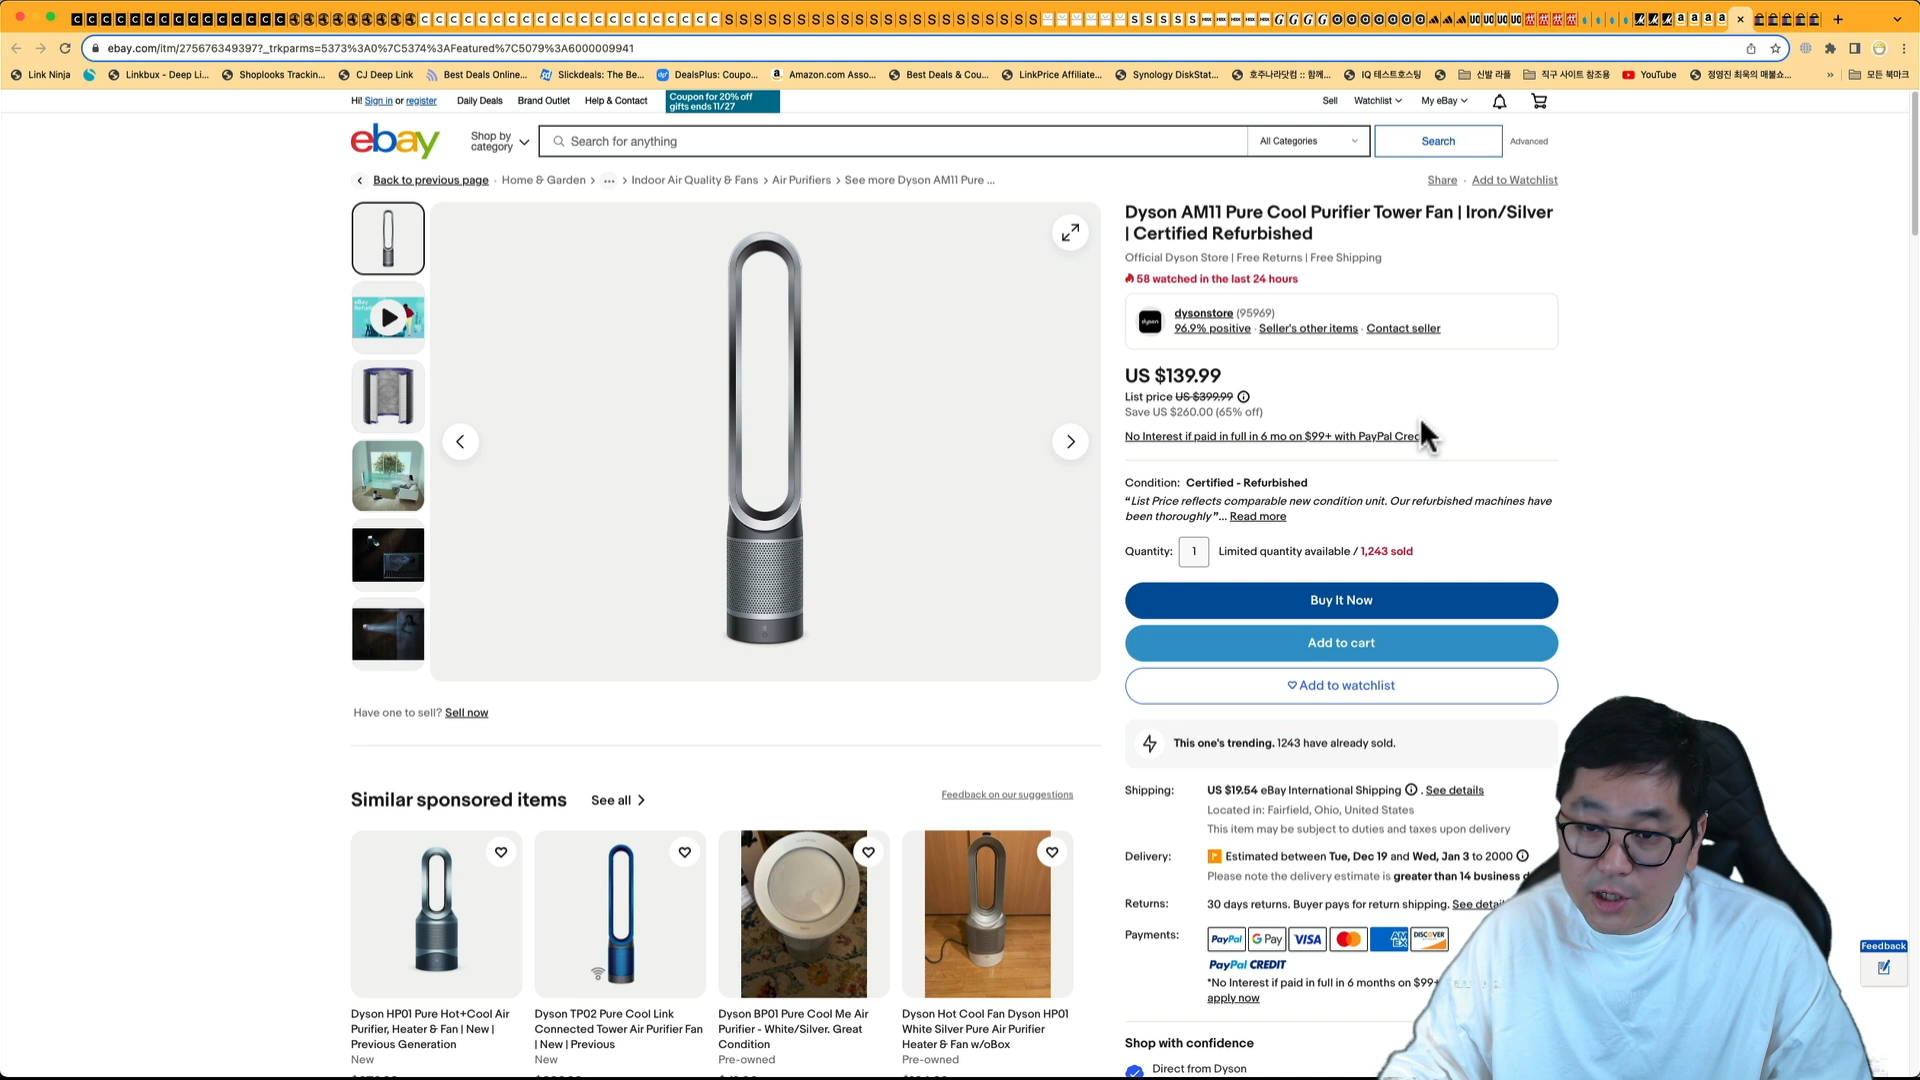 ebay.com/itm/275676349397?_trkparms=5373%3A0%7C5374%3AFeatured%7C5079%3A6000009941
Link Ninja
Linkbux - Deep Li...
Shoplooks Trackin...
CJ Deep Link
Best Deals Online...
Slickdeals: The Be...
DealsPlus: Coupo...
Amazon.com Asso...
Best Deals & Cou...
LinkPrice Affiliate...
Synology DiskStat...
호주나라닷컴 :: 함께...
IQ 테스트호스팅
신발 라플
직구 사이트 참조용
YouTube
정영진 최욱의 매불쇼...
»
모든 북마크
Hi! Sign in or register
Daily Deals
Brand Outlet
Help & Contact
Coupon for 20% off
gifts ends 11/27
Sell
Watchlist
My eBay
ebay
Shop by
category
Search for anything
All Categories
Search
Advanced
Back to previous page
Home & Garden
...
Indoor Air Quality & Fans
Air Purifiers
See more Dyson AM11 Pure ...
Share
Add to Watchlist
Dyson AM11 Pure Cool Purifier Tower Fan | Iron/Silver
| Certified Refurbished
Official Dyson Store | Free Returns | Free Shipping
58 watched in the last 24 hours
dyson
dysonstore (95969)
96.9% positive · Seller's other items · Contact seller
US $139.99
List price US $399.99
Save US $260.00 (65% off)
No Interest if paid in full in 6 mo on $99+ with PayPal Cre
Condition: Certified - Refurbished
“List Price reflects comparable new condition unit. Our refurbished machines have
been thoroughly”... Read more
Quantity: 1 Limited quantity available / 1,243 sold
Buy It Now
Add to cart
Add to watchlist
Have one to sell? Sell now
This one's trending. 1243 have already sold.
Shipping: US $19.54 eBay International Shipping . See details
Located in: Fairfield, Ohio, United States
This item may be subject to duties and taxes upon delivery
Delivery: Estimated between Tue, Dec 19 and Wed, Jan 3 to 2000
Please note the delivery estimate is greater than 14 business d
Returns: 30 days returns. Buyer pays for return shipping. See detai
Payments: PayPal G Pay VISA AM EX DISCOVER
PayPal CREDIT
*No Interest if paid in full in 6 months on $99+
apply now
Shop with confidence
Direct from Dyson
Feedback
Similar sponsored items
See all
Feedback on our suggestions
Dyson HP01 Pure Hot+Cool Air
Purifier, Heater & Fan | New |
Previous Generation
New
Dyson TP02 Pure Cool Link
Connected Tower Air Purifier Fan
| New | Previous
New
Dyson BP01 Pure Cool Me Air
Purifier - White/Silver. Great
Condition
Pre-owned
Dyson Hot Cool Fan Dyson HP01
White Silver Pure Air Purifier
Heater & Fan w/oBox
Pre-owned